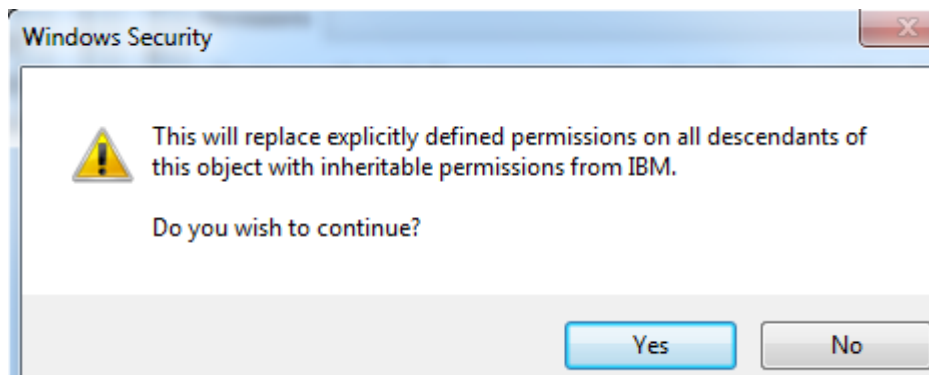 Windows Security
This will replace explicitly defined permissions on all descendants of
this object with inheritable permissions from IBM.
Do you wish to continue?
Yes
No